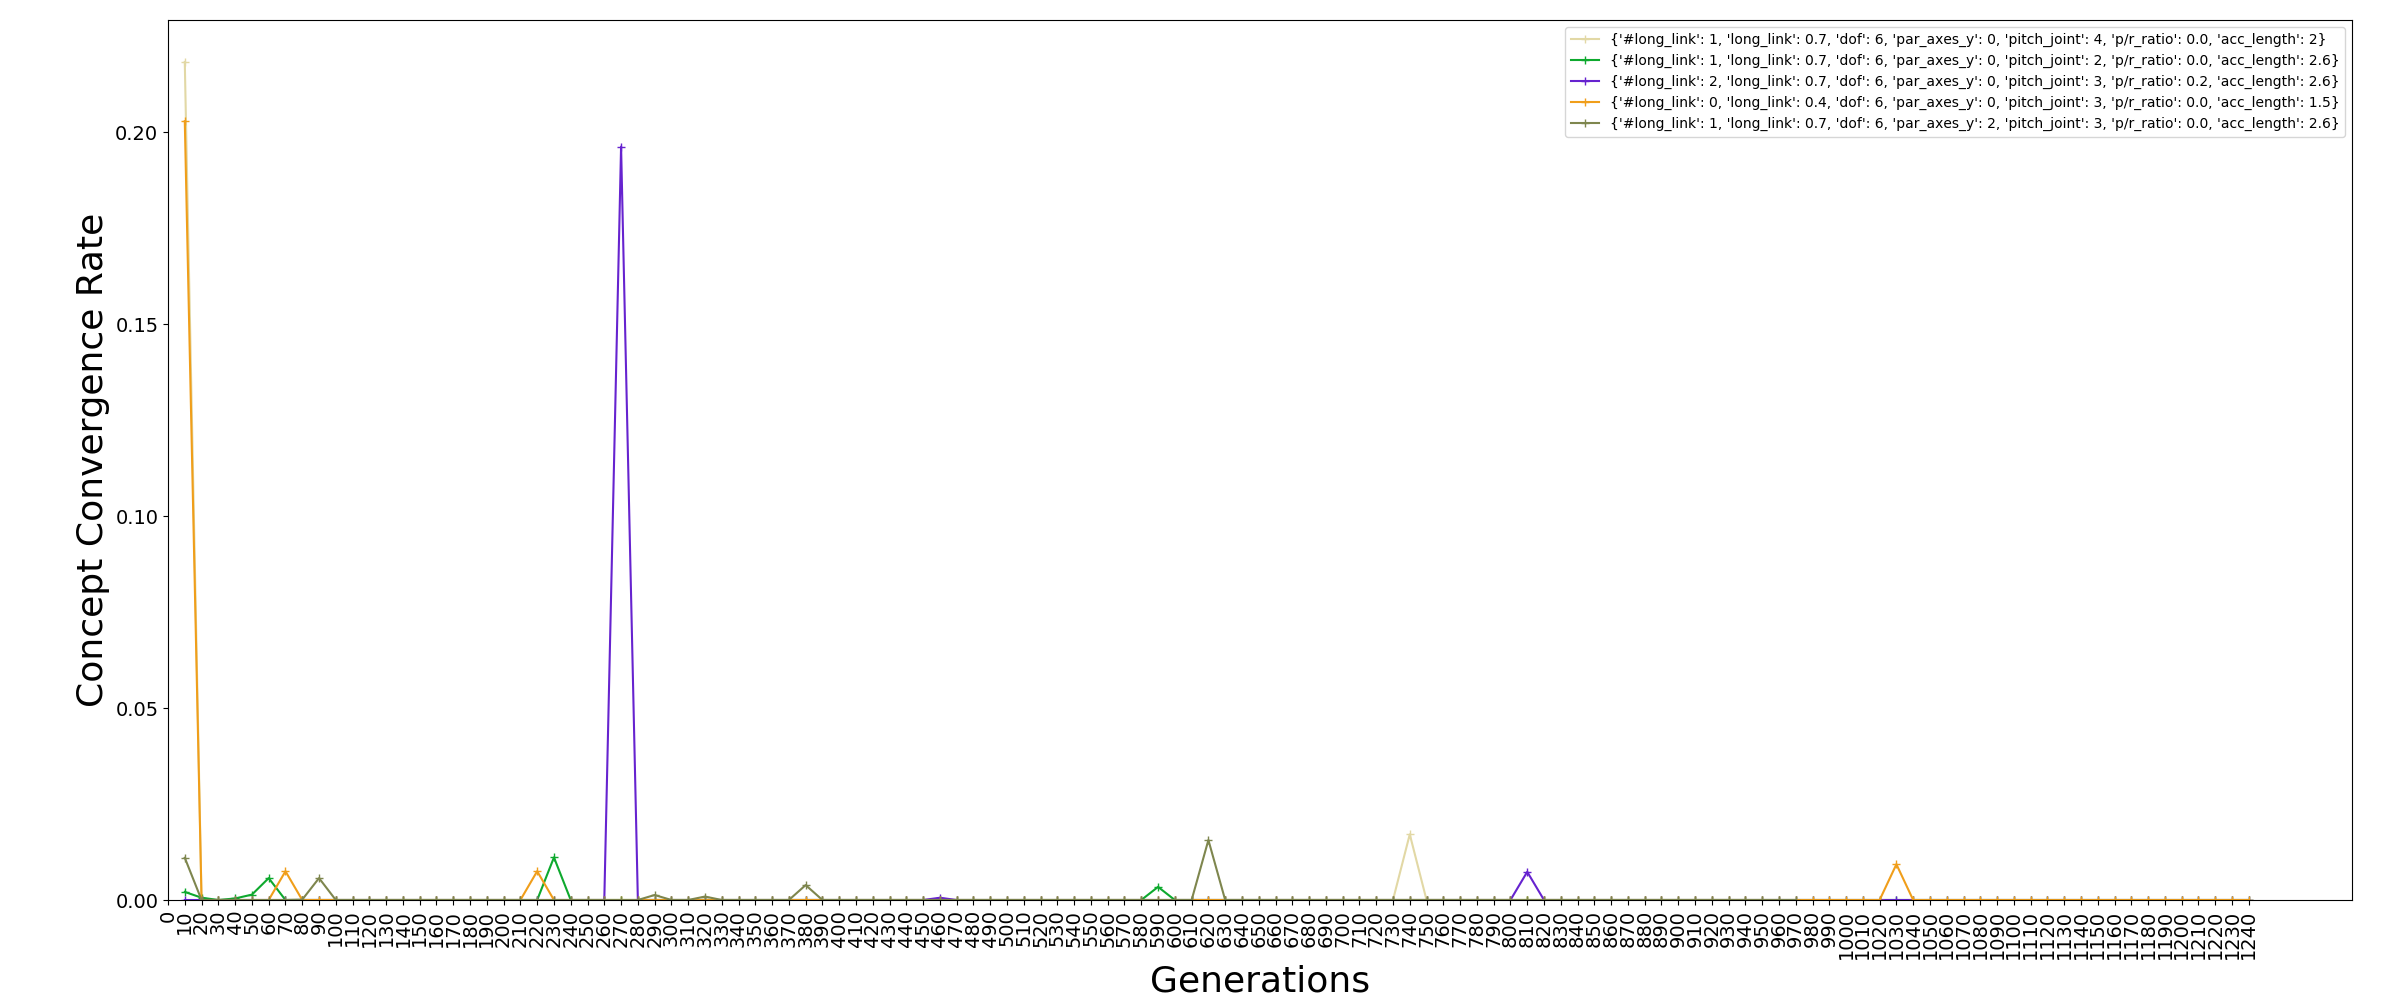 {'#long_link': 1, 'long_link': 0.7, 'dof': 6, 'par_axes_y': 0, 'pitch_joint': 4, 'p/r_ratio': 0.0, 'acc_length': 2}
{'#long_link': 1, 'long_link': 0.7, 'dof': 6, 'par_axes_y': 0, 'pitch_joint': 2, 'p/r_ratio': 0.0, 'acc_length': 2.6}
{'#long_link': 2, 'long_link': 0.7, 'dof': 6, 'par_axes_y': 0, 'pitch_joint': 3, 'p/r_ratio': 0.2, 'acc_length': 2.6}
{'#long_link': 0, 'long_link': 0.4, 'dof': 6, 'par_axes_y': 0, 'pitch_joint': 3, 'p/r_ratio': 0.0, 'acc_length': 1.5}
{'#long_link': 1, 'long_link': 0.7, 'dof': 6, 'par_axes_y': 2, 'pitch_joint': 3, 'p/r_ratio': 0.0, 'acc_length': 2.6}
Concept Convergence Rate
0.20
0.15
0.10
0.05
0.00
0 10 20 30 40 50 60 70 80 90 100 110 120 130 140 150 160 170 180 190 200 210 220 230 240 250 260 270 280 290 300 310 320 330 340 350 360 370 380 390 400 410 420 430 440 450 460 470 480 490 500 510 520 530 540 550 560 570 580 590 600 610 620 630 640 650 660 670 680 690 700 710 720 730 740 750 760 770 780 790 800 810 820 830 840 850 860 870 880 890 900 910 920 930 940 950 960 970 980 990 1000 1010 1020 1030 1040 1050 1060 1070 1080 1090 1100 1110 1120 1130 1140 1150 1160 1170 1180 1190 1200 1210 1220 1230 1240
Generations